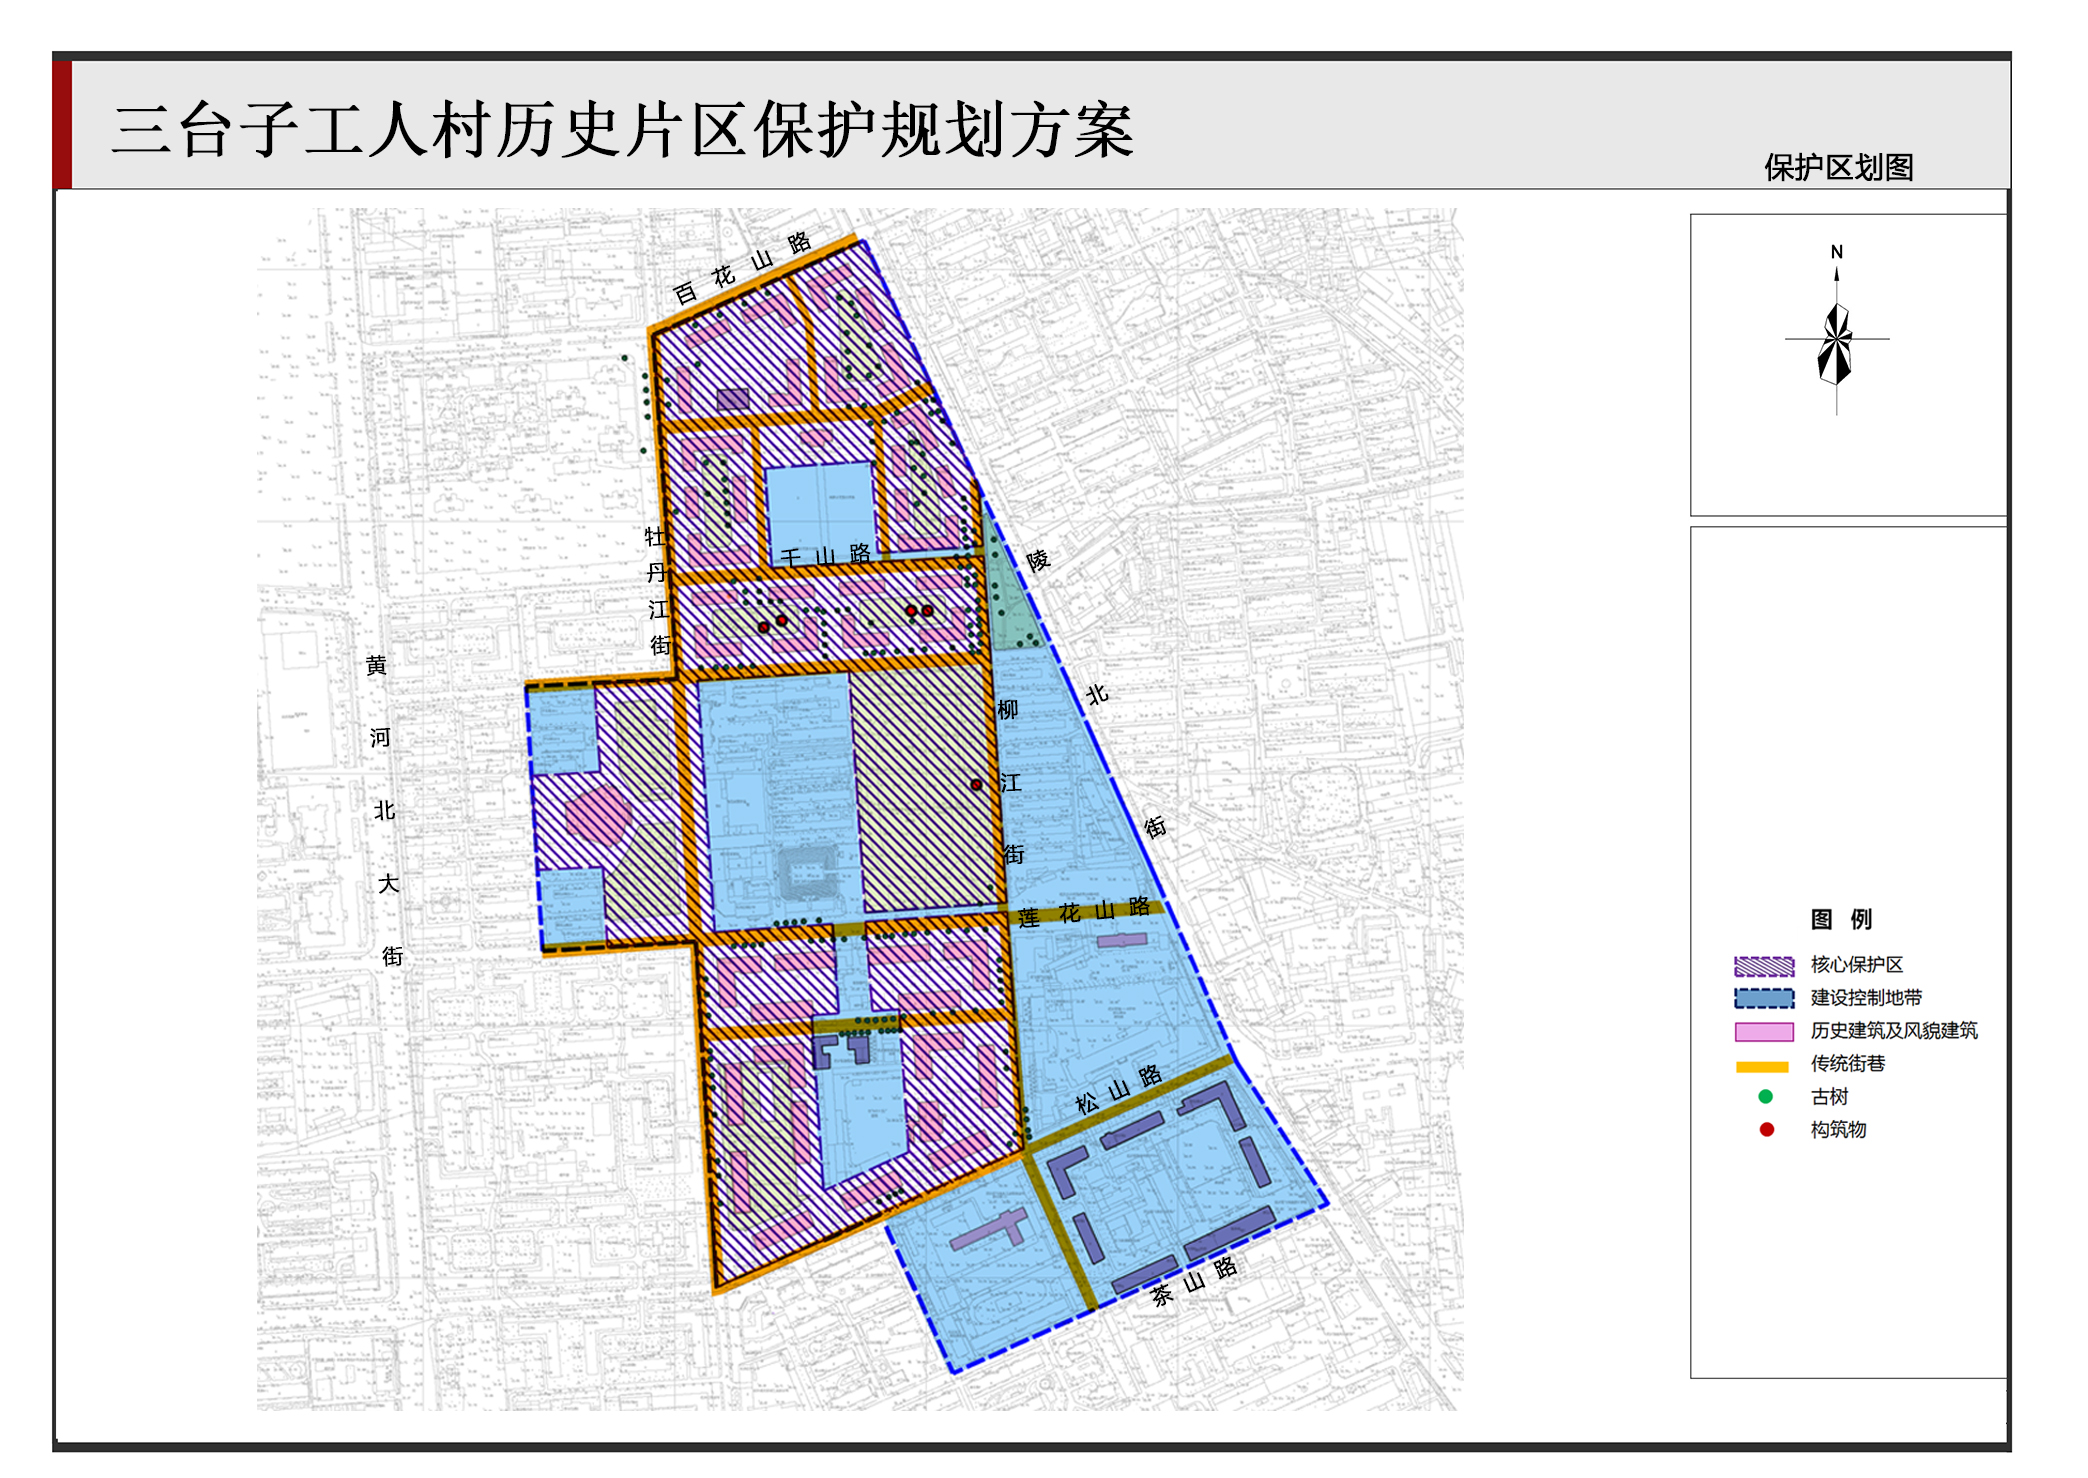 三台子工人村历史片区保护规划方案
保护区划图
N
百花山路
牡丹江街
千山路
陵北街
黄河北大街
柳江街
莲花山路
松山路
茶山路
图 例
核心保护区
建设控制地带
历史建筑及风貌建筑
传统街巷
古树
构筑物